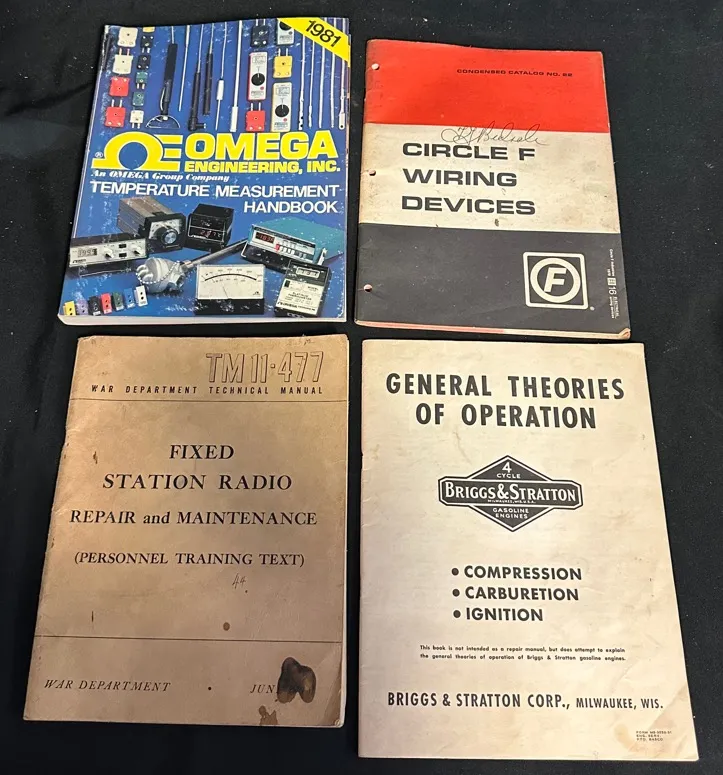 1981
OMEGA
ENGINEERING, INC.
An OMEGA Group Company
TEMPERATURE MEASUREMENT
HANDBOOK
CONDENSED CATALOG NO.
CIRCLE F
WIRING
DEVICES
F
TM 11-477
WAR DEPARTMENT TECHNICAL MANUAL
FIXED
STATION RADIO
REPAIR and MAINTENANCE
(PERSONNEL TRAINING TEXT)
44
WAR DEPARTMENT • JUN
GENERAL THEORIES
OF OPERATION
4
CYCLE
BRIGGS & STRATTON
MILWAUKEE, WIS. U.S.A.
GASOLINE
ENGINES
• COMPRESSION
• CARBURETION
• IGNITION
This book is not intended as a repair manual, but does attempt to explain
the general theories of operation of Briggs & Stratton gasoline engines.
BRIGGS & STRATTON CORP., MILWAUKEE, WIS.